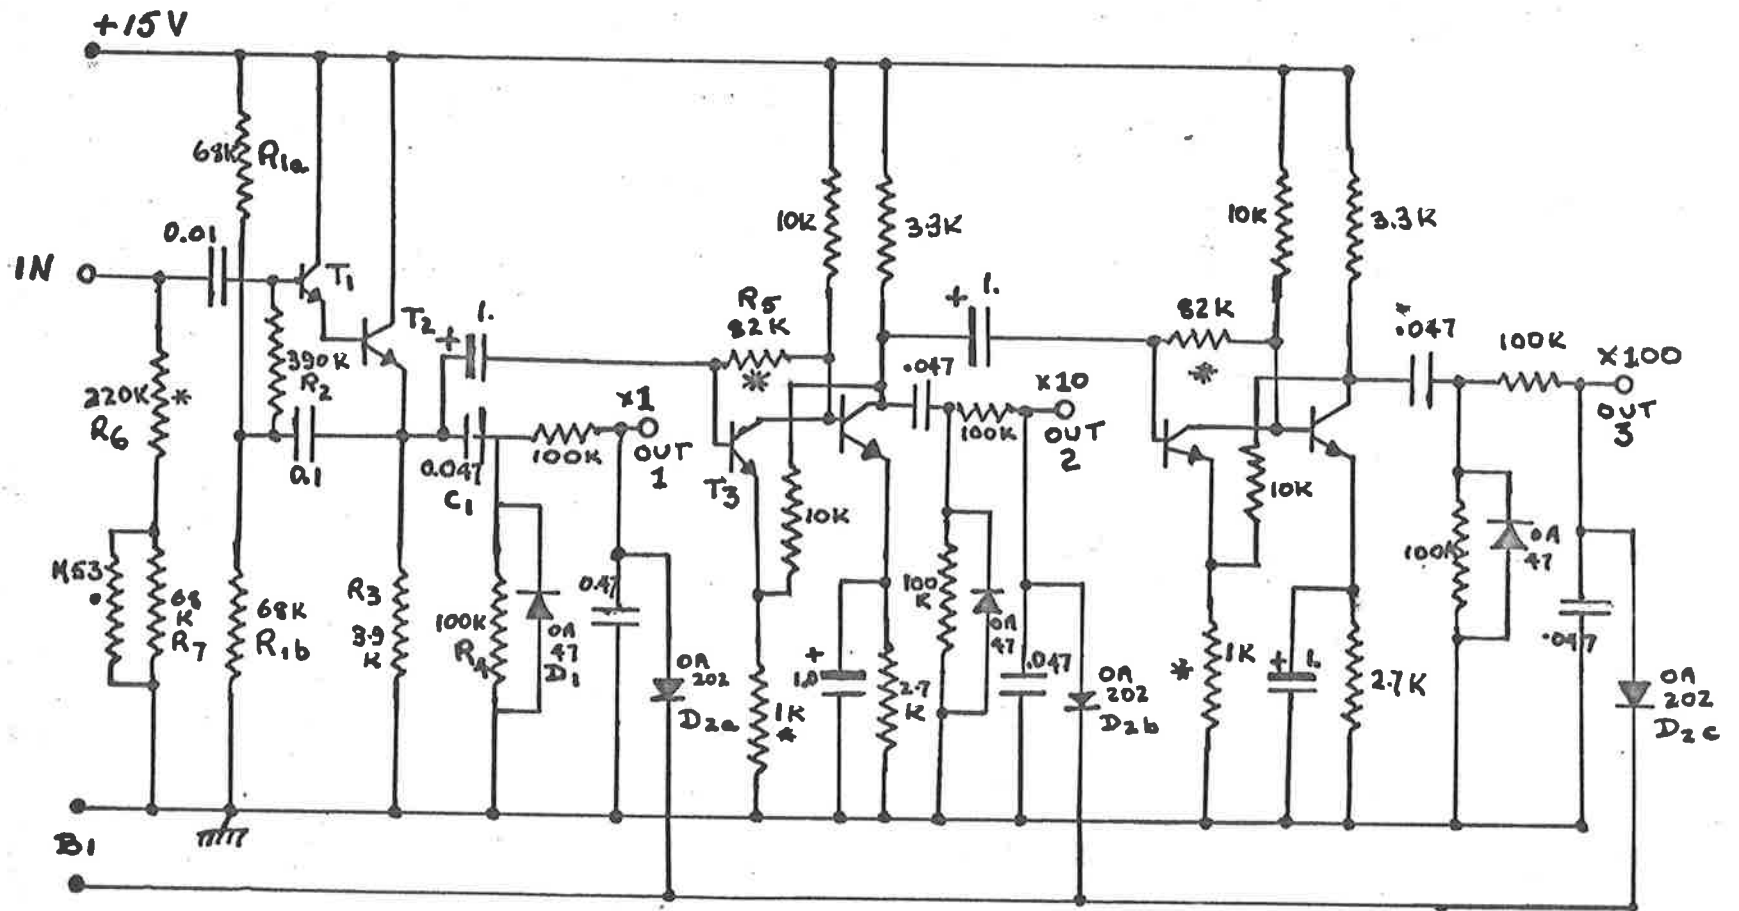 +15V
68K R1a
0.01
IN
T1
T2
+ 1.
390K
R2
220K *
R6
0.1
0.047
C1
100K
x1
OUT
1
R5
82K
*
T3
10K
3.3K
10K
+ 1.
.047
x10
OUT
2
100K
10K
3.3K
82K
*
10K
*
.047
100K
x100
OUT
3
M53
68
K
R7
68K
R1b
R3
3.9
K
100K
R4
OA
47
D1
0.47
OA
202
D2a
1K
*
+
1.0
2.7
K
100
K
OA
47
.047
OA
202
D2b
* 1K
+ 1.
2.7K
100K
OA
47
.047
OA
202
D2c
B1